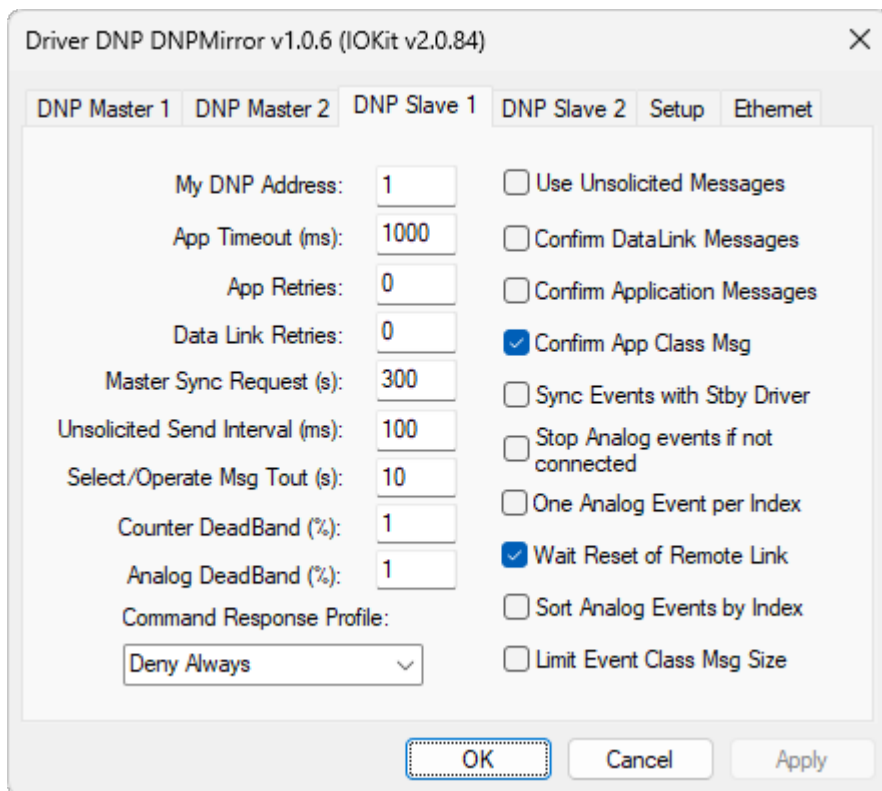 Driver DNP DNPMirror v1.0.6 (IOKit v2.0.84)
DNP Master 1 DNP Master 2 DNP Slave 1 DNP Slave 2 Setup Ethernet
My DNP Address: 1
App Timeout (ms): 1000
App Retries: 0
Data Link Retries: 0
Master Sync Request (s): 300
Unsolicited Send Interval (ms): 100
Select/Operate Msg Tout (s): 10
Counter DeadBand (%): 1
Analog DeadBand (%): 1
Command Response Profile:
Deny Always
Use Unsolicited Messages
Confirm DataLink Messages
Confirm Application Messages
Confirm App Class Msg
Sync Events with Stby Driver
Stop Analog events if not
connected
One Analog Event per Index
Wait Reset of Remote Link
Sort Analog Events by Index
Limit Event Class Msg Size
OK Cancel Apply